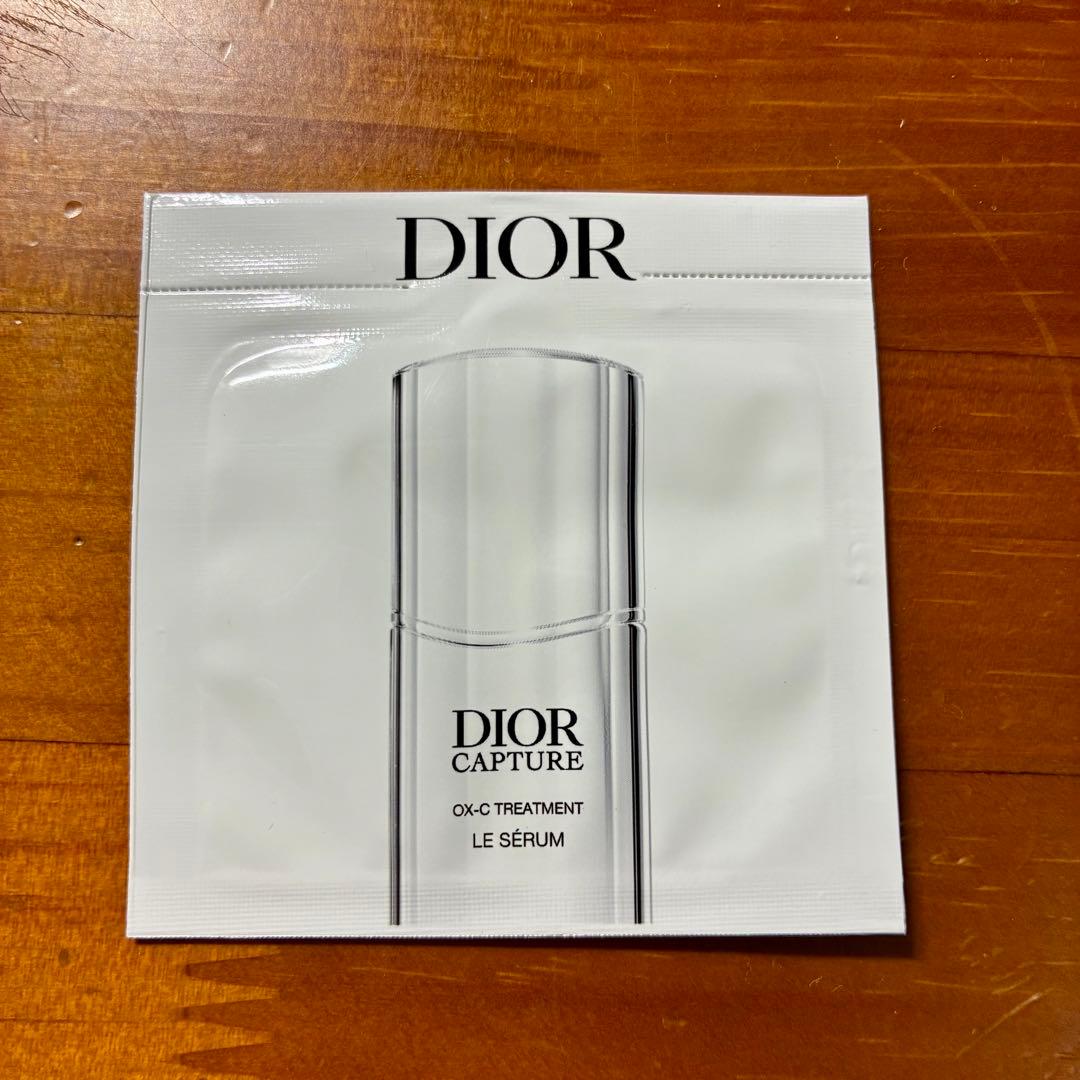 DIOR
DIOR
CAPTURE
OX-C TREATMENT
LE SÉRUM